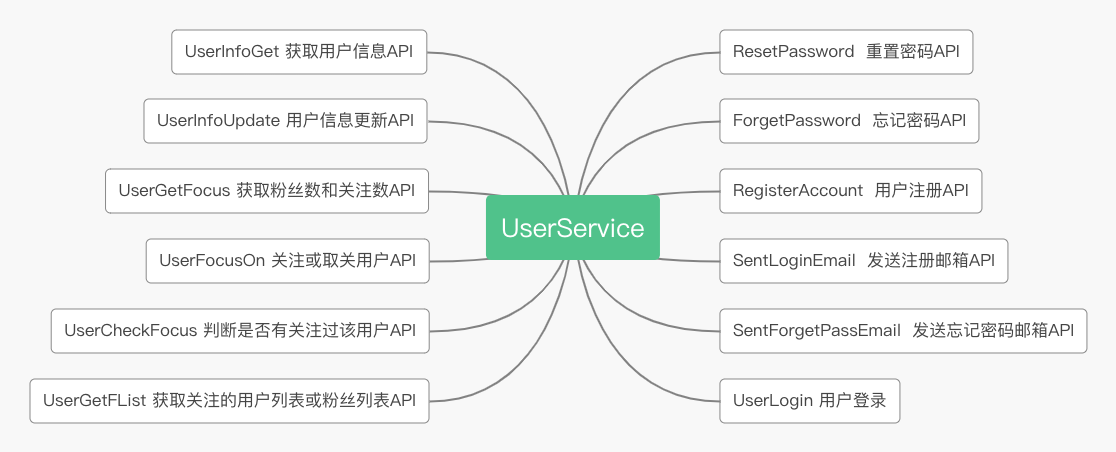 UserInfoGet 获取用户信息API
UserInfoUpdate 用户信息更新API
UserGetFocus 获取粉丝数和关注数API
UserFocusOn 关注或取关用户API
UserCheckFocus 判断是否有关注过该用户API
UserGetFList 获取关注的用户列表或粉丝列表API
UserService
ResetPassword 重置密码API
ForgetPassword 忘记密码API
RegisterAccount 用户注册API
SentLoginEmail 发送注册邮箱API
SentForgetPassEmail 发送忘记密码邮箱API
UserLogin 用户登录